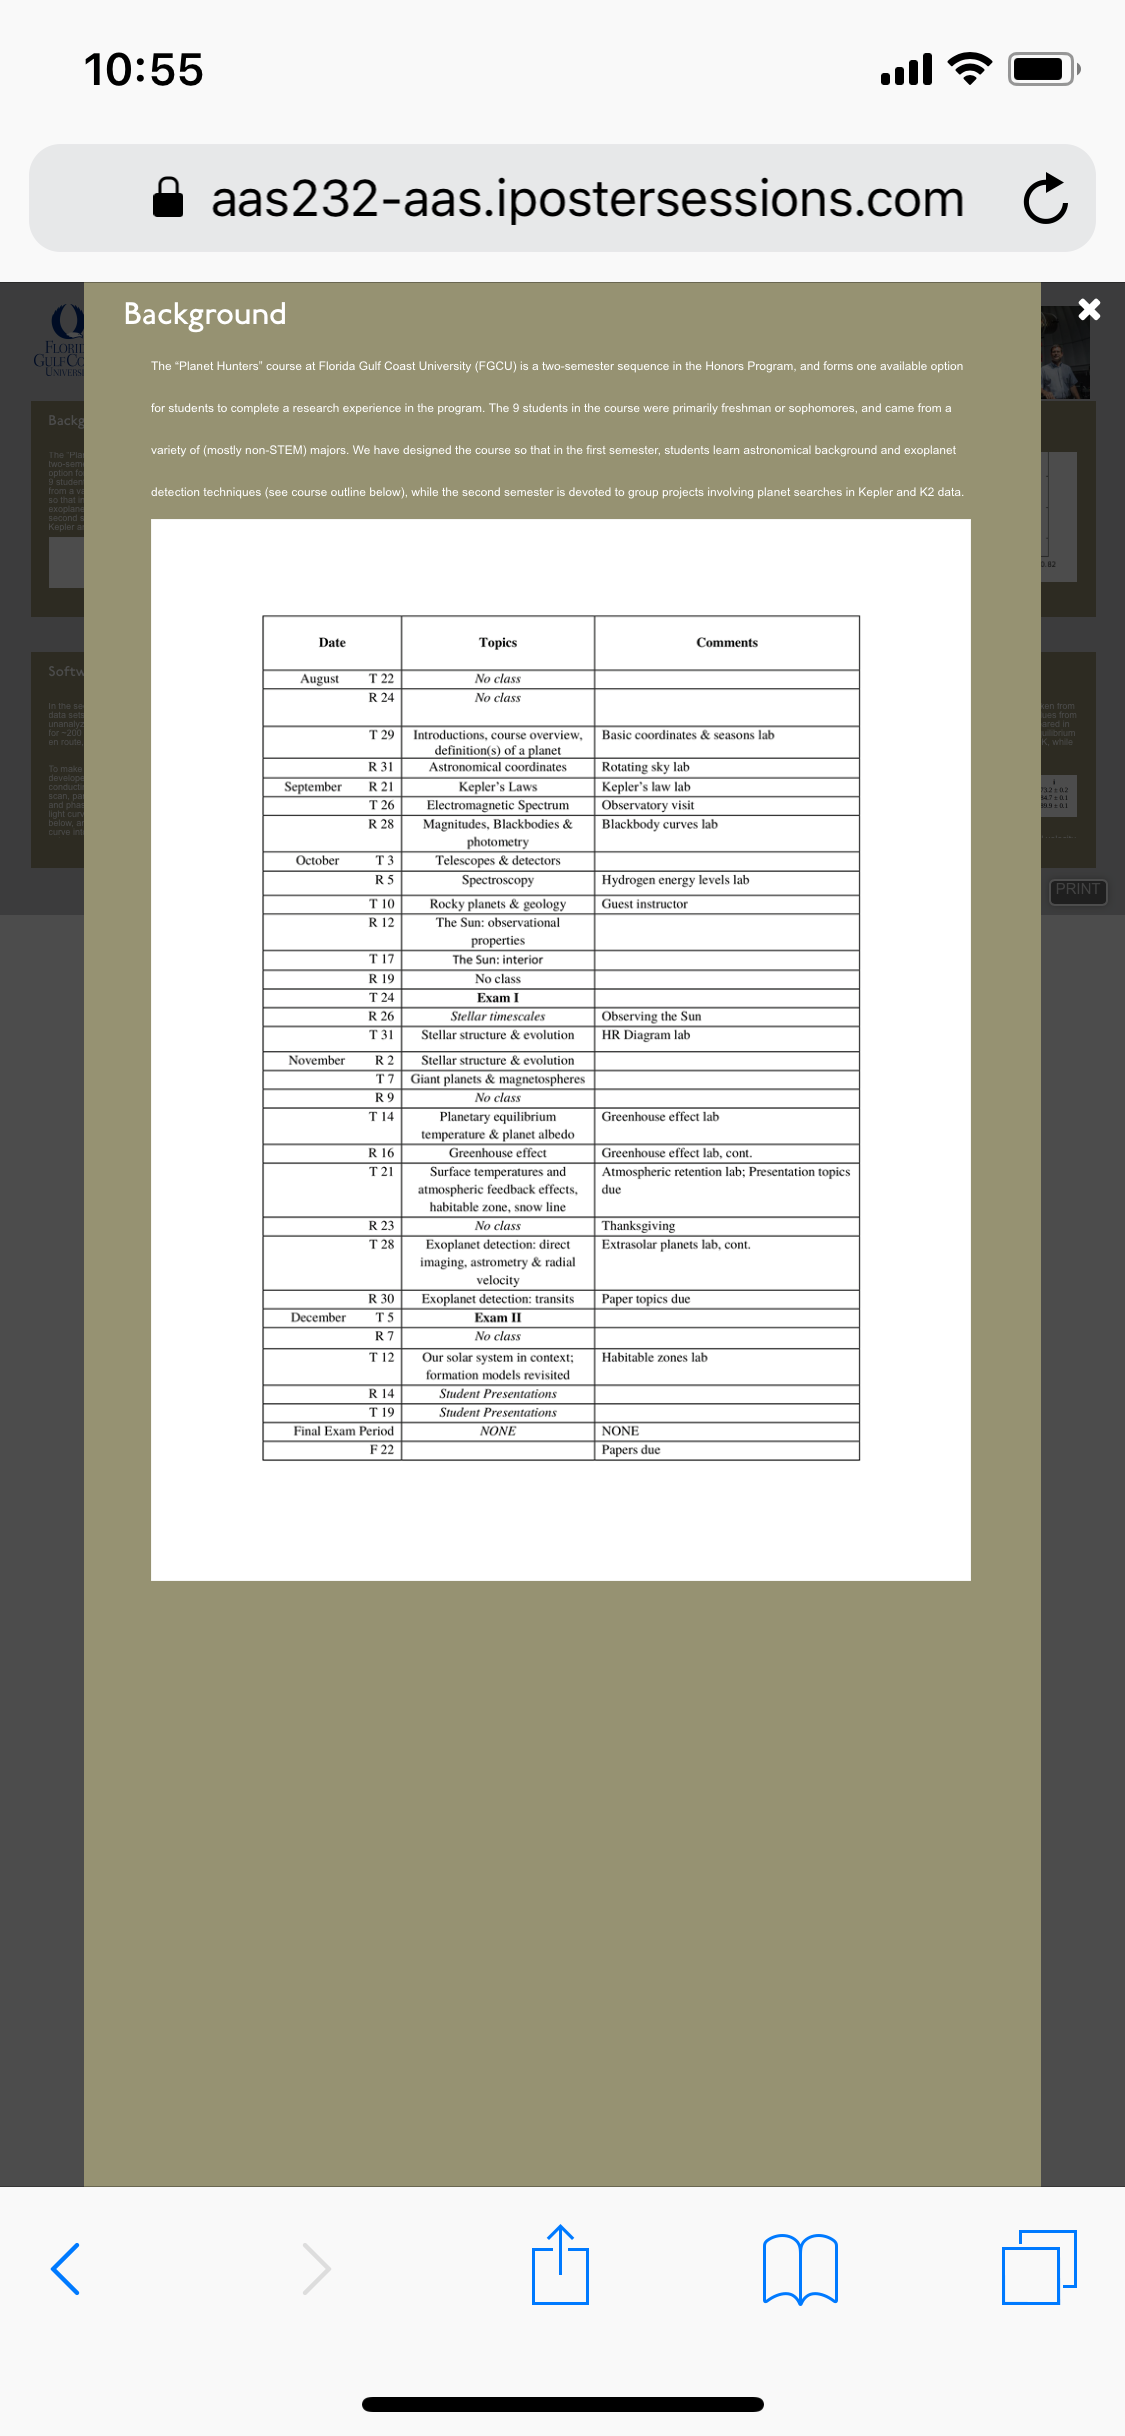 10:55
aas232-aas.ipostersessions.com
Background
The "Planet Hunters" course at Florida Gulf Coast University (FGCU) is a two-semester sequence in the Honors Program, and forms one available option
for students to complete a research experience in the program. The 9 students in the course were primarily freshman or sophomores, and came from a
variety of (mostly non-STEM) majors. We have designed the course so that in the first semester, students learn astronomical background and exoplanet
detection techniques (see course outline below), while the second semester is devoted to group projects involving planet searches in Kepler and K2 data.
Date Topics Comments
August T 22 No class
R 24 No class
T 29 Introductions, course overview, Basic coordinates & seasons lab
definition(s) of a planet
R 31 Astronomical coordinates Rotating sky lab
September R 21 Kepler's Laws Kepler's law lab
T 26 Electromagnetic Spectrum Observatory visit
R 28 Magnitudes, Blackbodies & Blackbody curves lab
photometry
October T 3 Telescopes & detectors
R 5 Spectroscopy Hydrogen energy levels lab
T 10 Rocky planets & geology Guest instructor
R 12 The Sun: observational
properties
T 17 The Sun: interior
R 19 No class
T 24 Exam I
R 26 Stellar timescales Observing the Sun
T 31 Stellar structure & evolution HR Diagram lab
November R 2 Stellar structure & evolution
T 7 Giant planets & magnetospheres
R 9 No class
T 14 Planetary equilibrium Greenhouse effect lab
temperature & planet albedo
R 16 Greenhouse effect Greenhouse effect lab, cont.
T 21 Surface temperatures and Atmospheric retention lab; Presentation topics
atmospheric feedback effects, due
habitable zone, snow line
R 23 No class Thanksgiving
T 28 Exoplanet detection: direct Extrasolar planets lab, cont.
imaging, astrometry & radial
velocity
R 30 Exoplanet detection: transits Paper topics due
December T 5 Exam II
R 7 No class
T 12 Our solar system in context; Habitable zones lab
formation models revisited
R 14 Student Presentations
T 19 Student Presentations
Final Exam Period NONE NONE
F 22 Papers due
PRINT